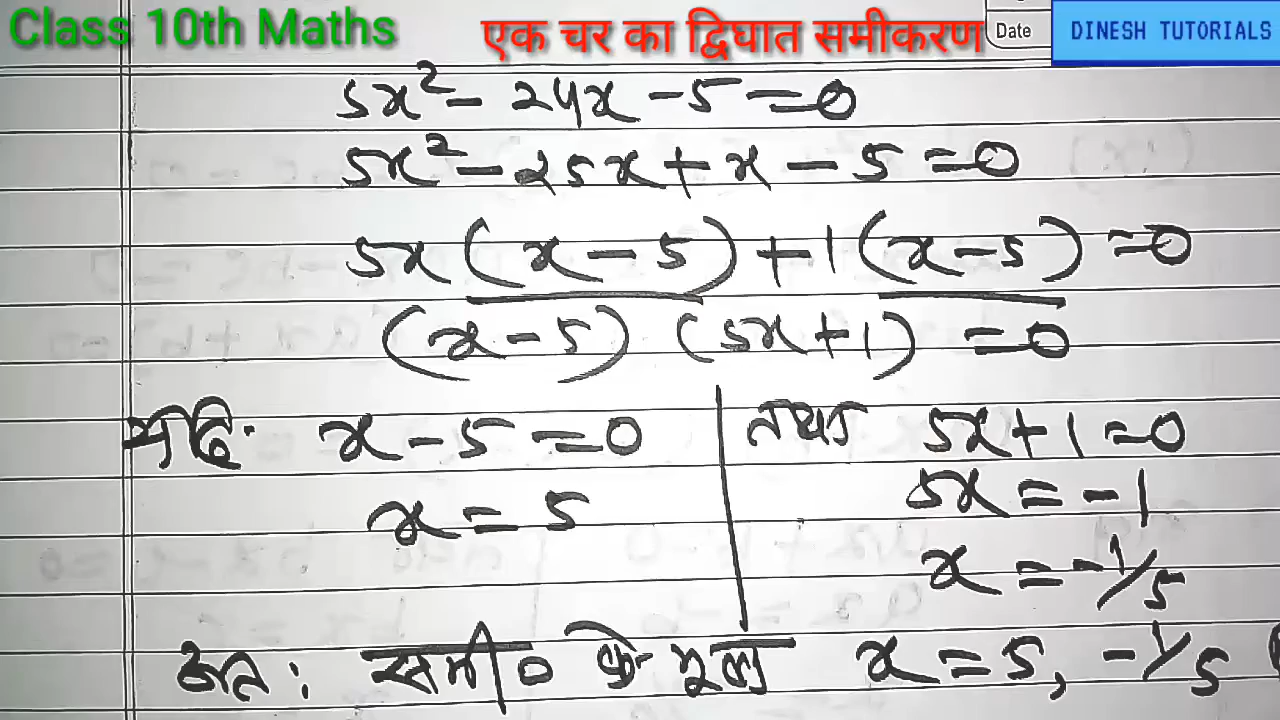 Class 10th Maths
एक चर का द्विघात समीकरण
Date
DINESH TUTORIALS
5x² - 24x - 5 = 0
5x² - 25x + x - 5 = 0
5x(x - 5) + 1(x - 5) = 0
(x - 5) (5x + 1) = 0
यदि x - 5 = 0 तथा 5x + 1 = 0
x = 5 5x = -1
x = -1/5
अत: समी० के मूल x = 5, -1/5